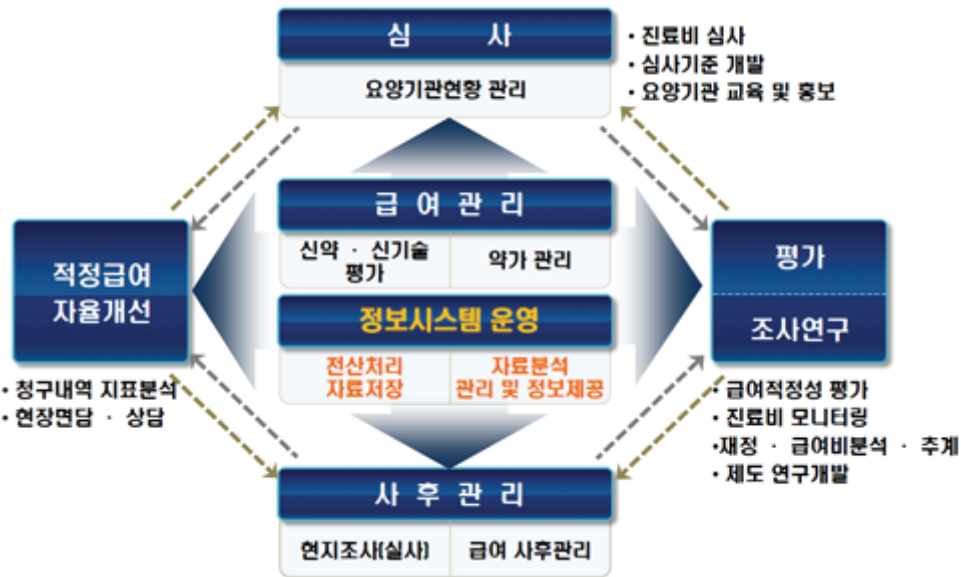 심 사
요양기관현황 관리
• 진료비 심사
• 심사기준 개발
• 요양기관 교육 및 홍보
급 여 관 리
신약 · 신기술
평가
약가 관리
적정급여
자율개선
• 청구내역 지표분석
• 현장면담 · 상담
정보시스템 운영
전산처리
자료저장
자료분석
관리 및 정보제공
평가
조사연구
• 급여적정성 평가
• 진료비 모니터링
•재정 · 급여비분석 · 추계
• 제도 연구개발
사 후 관 리
현지조사(실사)
급여 사후관리